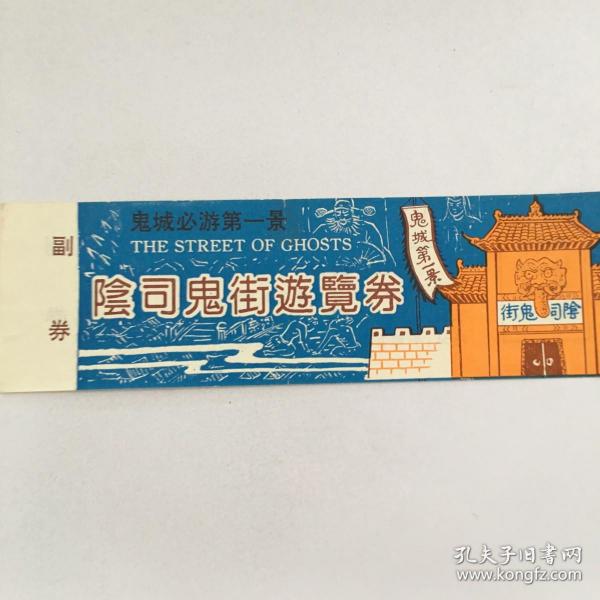 副券
鬼城必游第一景
THE STREET OF GHOSTS
陰司鬼街遊覽券
鬼城第一景
街鬼司陰
孔夫子旧书网
www.kongfz.com